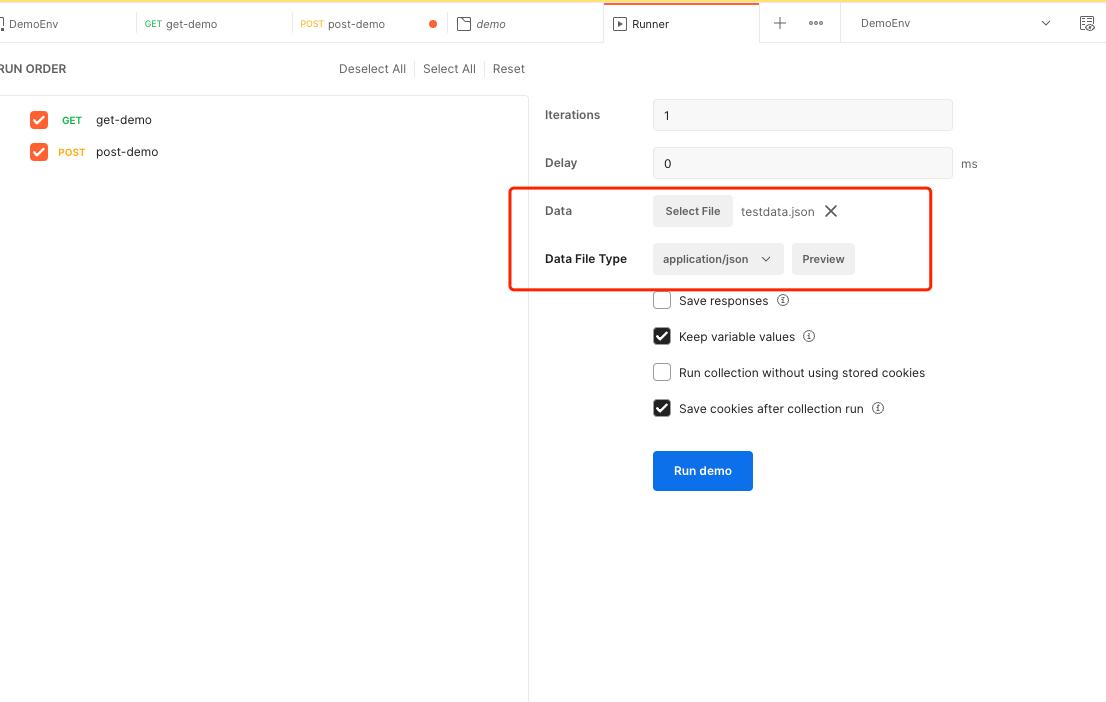 DemoEnv
GET get-demo
POST post-demo
demo
Runner
DemoEnv
RUN ORDER
Deselect All
Select All
Reset
GET get-demo
POST post-demo
Iterations 1
Delay 0 ms
Data Select File testdata.json
Data File Type application/json Preview
Save responses
Keep variable values
Run collection without using stored cookies
Save cookies after collection run
Run demo